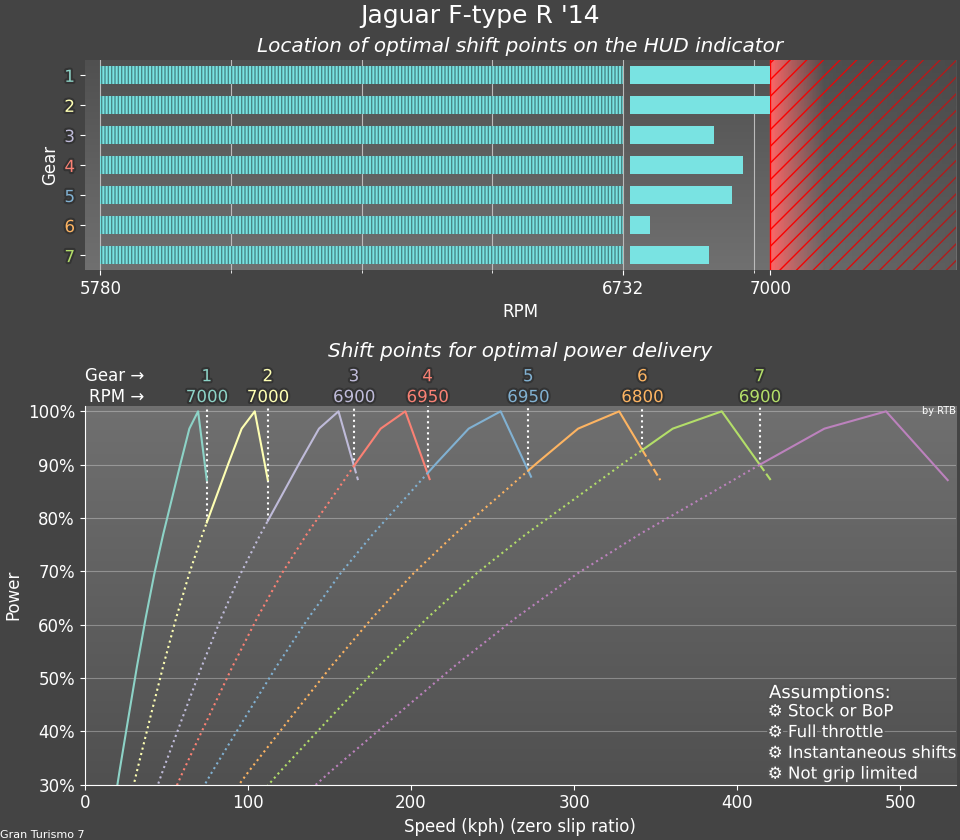 Jaguar F-type R '14
Location of optimal shift points on the HUD indicator
Gear
1
2
3
4
5
6
7
5780 6732 7000
RPM
Shift points for optimal power delivery
Gear → 1 2 3 4 5 6 7
RPM → 7000 7000 6900 6950 6950 6800 6900
by RTB
Power
100%
90%
80%
70%
60%
50%
40%
30%
Assumptions:
⚙ Stock or BoP
⚙ Full throttle
⚙ Instantaneous shifts
⚙ Not grip limited
0 100 200 300 400 500
Speed (kph) (zero slip ratio)
Gran Turismo 7